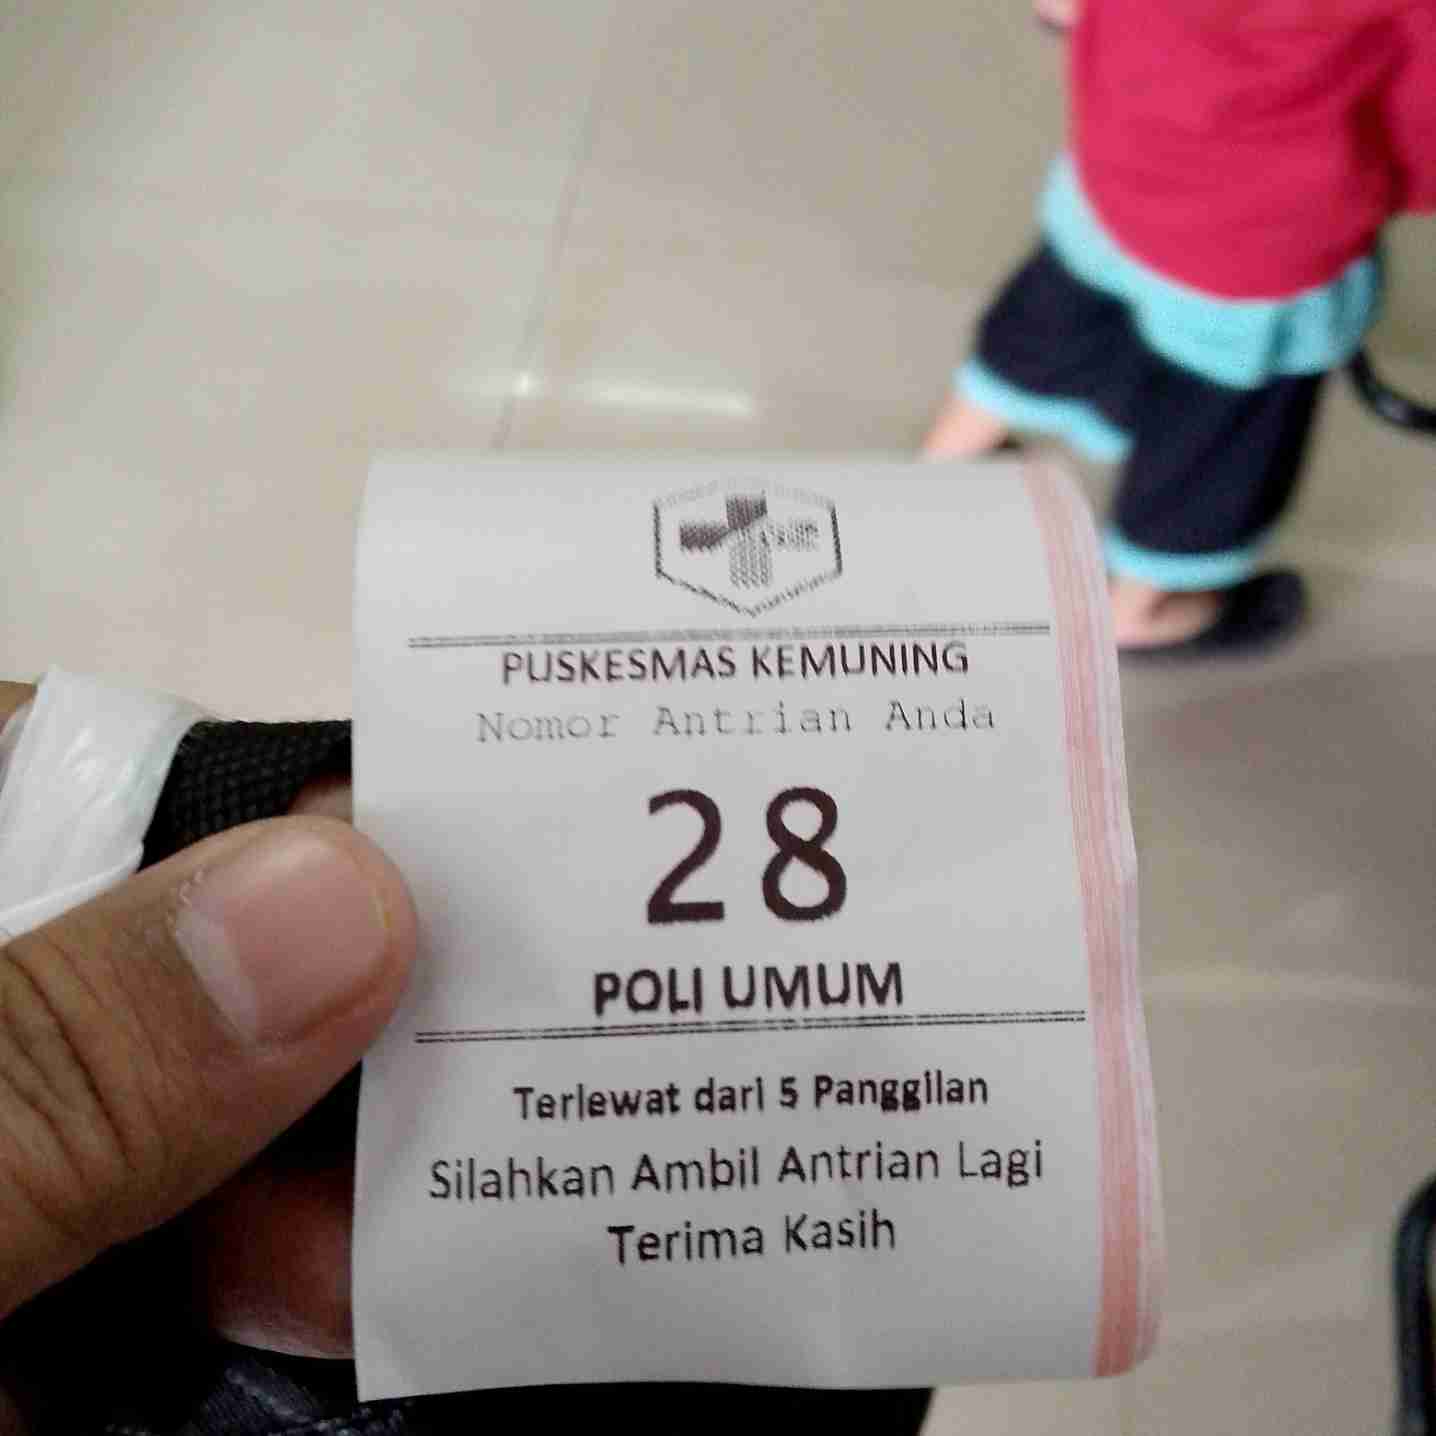 PUSKESMAS KEMUNING
Nomor Antrian Anda
28
POLI UMUM
Terlewat dari 5 Panggilan
Silahkan Ambil Antrian Lagi
Terima Kasih